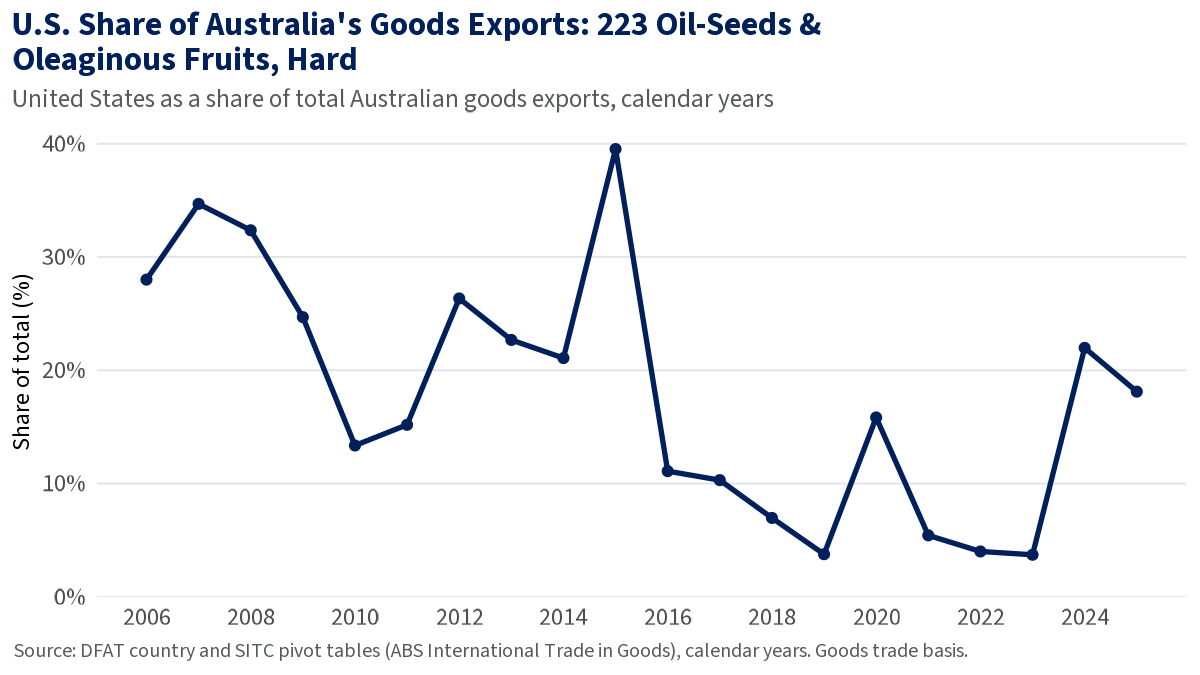 U.S. Share of Australia's Goods Exports: 223 Oil-Seeds &
Oleaginous Fruits, Hard
United States as a share of total Australian goods exports, calendar years
Share of total (%)
40%
30%
20%
10%
0%
2006 2008 2010 2012 2014 2016 2018 2020 2022 2024
Source: DFAT country and SITC pivot tables (ABS International Trade in Goods), calendar years. Goods trade basis.